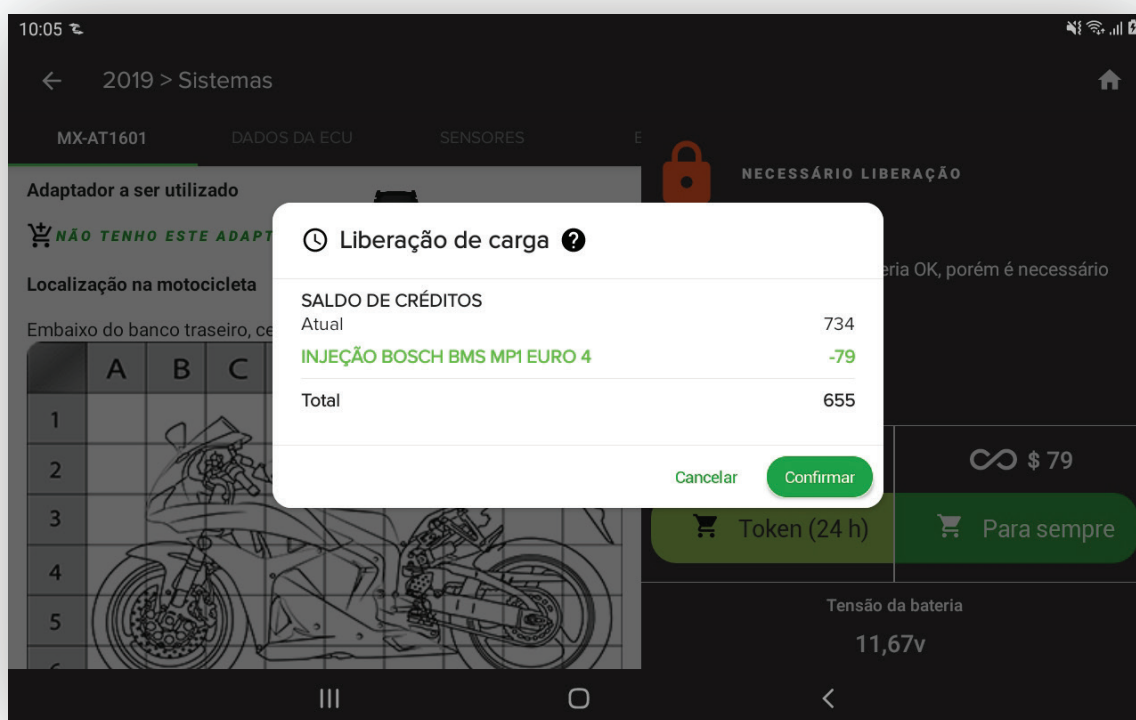 10:05
2019 > Sistemas
MX-AT1601 DADOS DA ECU SENSORES E
Adaptador a ser utilizado
NÃO TENHO ESTE ADAPT
Localização na motocicleta
Embaixo do banco traseiro, ce
A B C
1
2
3
4
5
NECESSÁRIO LIBERAÇÃO
eria OK, porém é necessário
Liberação de carga ?
SALDO DE CRÉDITOS
Atual 734
INJEÇÃO BOSCH BMS MP1 EURO 4 -79
Total 655
Cancelar Confirmar
$ 79
Token (24 h) Para sempre
Tensão da bateria
11,67v